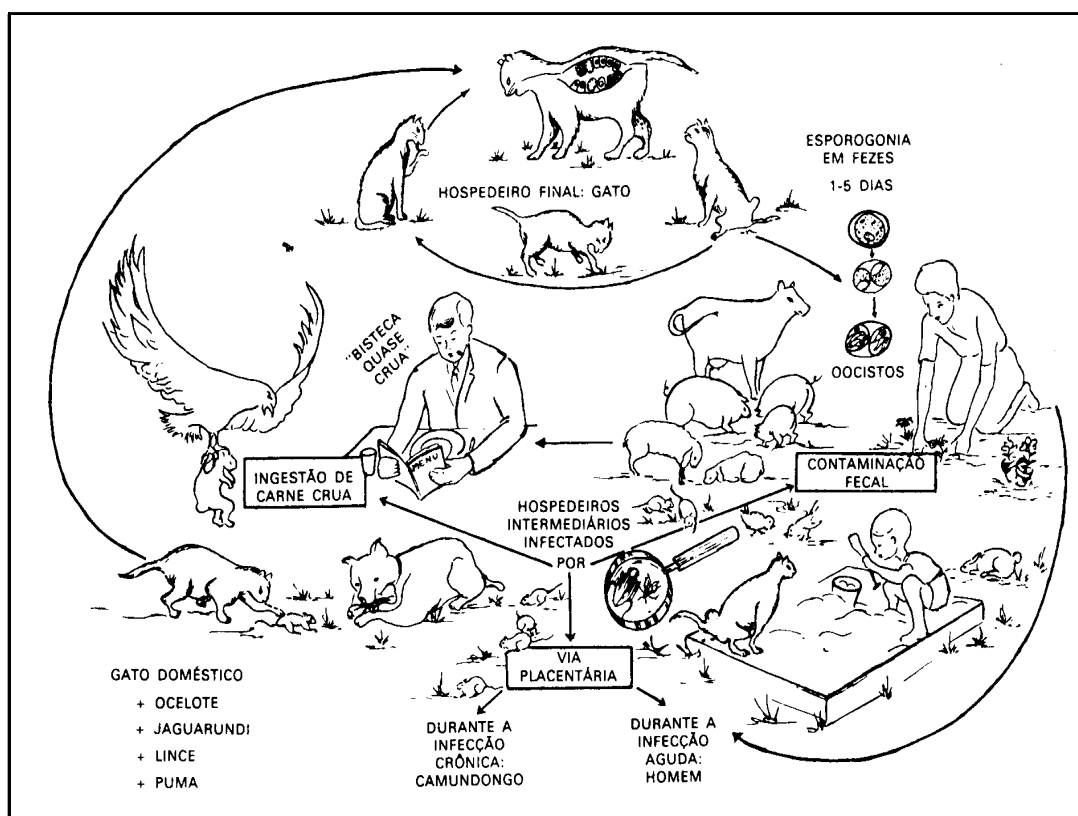 ESPOROGONIA
EM FEZES
1-5 DIAS
HOSPEDEIRO FINAL: GATO
"BISTECA
QUASE
CRUA"
OOCISTOS
MENU
INGESTÃO DE
CARNE CRUA
CONTAMINAÇÃO
FECAL
HOSPEDEIROS
INTERMEDIÁRIOS
INFECTADOS
POR
VIA
PLACENTÁRIA
GATO DOMÉSTICO
+ OCELOTE
+ JAGUARUNDI
+ LINCE
+ PUMA
DURANTE A
INFECÇÃO
CRÔNICA:
CAMUNDONGO
DURANTE A
INFECÇÃO
AGUDA:
HOMEM